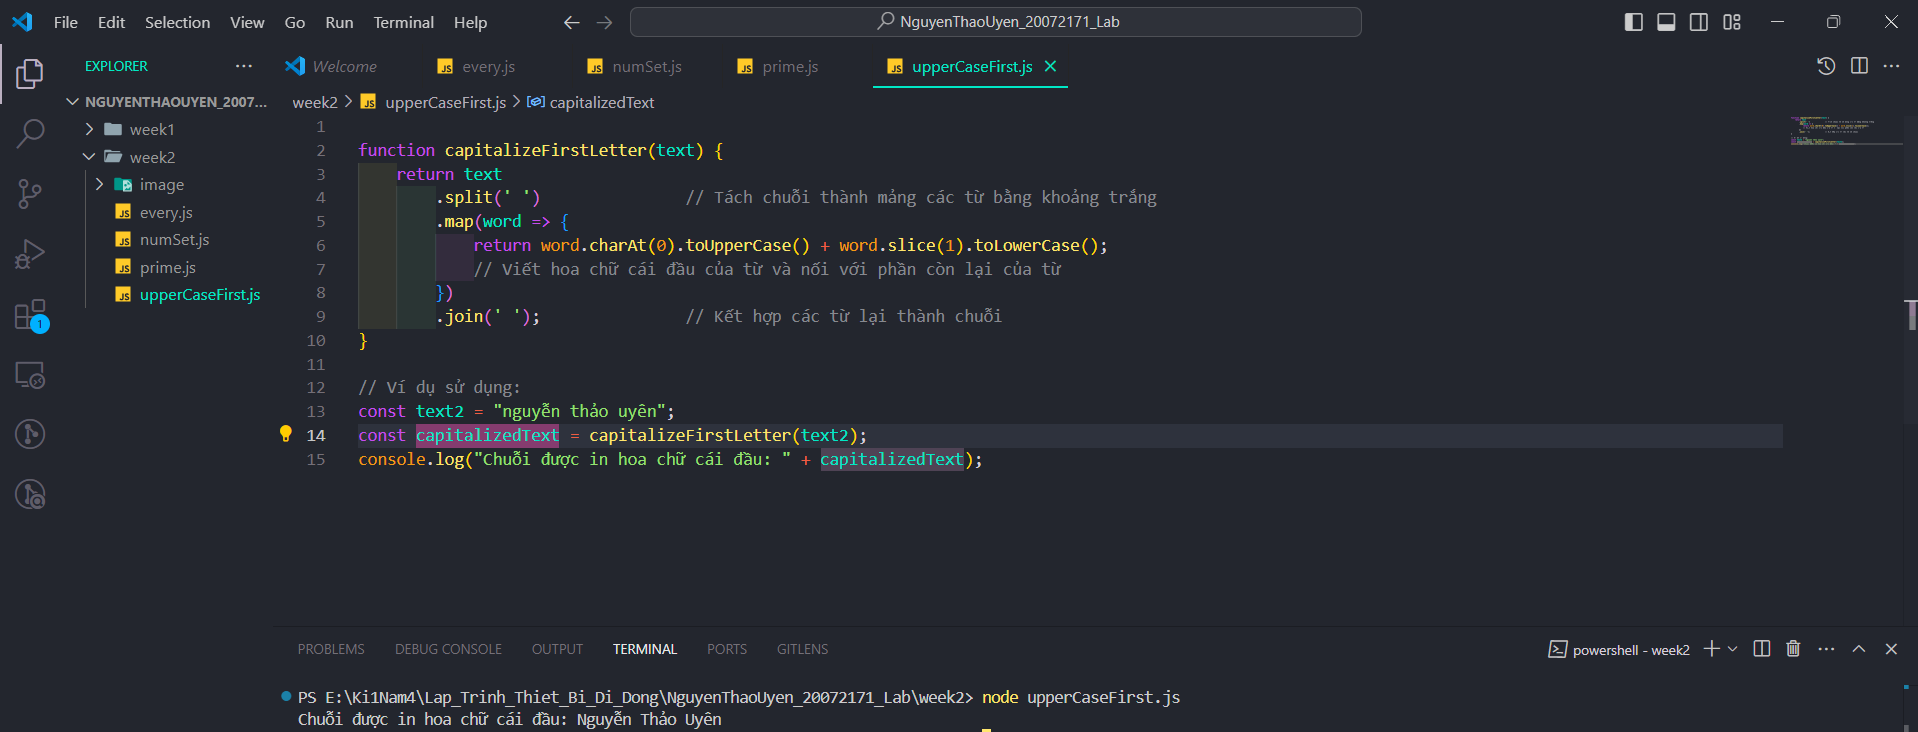 File Edit Selection View Go Run Terminal Help
NguyenThaoUyen_20072171_Lab
EXPLORER
Welcome
every.js
numSet.js
prime.js
upperCaseFirst.js
NGUYENTHAOUYEN_2007...
week1
week2
image
every.js
numSet.js
prime.js
upperCaseFirst.js
1
week2 > upperCaseFirst.js > capitalizedText
1
2 function capitalizeFirstLetter(text) {
3 return text
4 .split(' ') // Tách chuỗi thành mảng các từ bằng khoảng trắng
5 .map(word => {
6 return word.charAt(0).toUpperCase() + word.slice(1).toLowerCase();
7 // Viết hoa chữ cái đầu của từ và nối với phần còn lại của từ
8 })
9 .join(' '); // Kết hợp các từ lại thành chuỗi
10 }
11
12 // Ví dụ sử dụng:
13 const text2 = "nguyễn thảo uyên";
14 const capitalizedText = capitalizeFirstLetter(text2);
15 console.log("Chuỗi được in hoa chữ cái đầu: " + capitalizedText);
PROBLEMS DEBUG CONSOLE OUTPUT TERMINAL PORTS GITLENS
powershell - week2
PS E:\Ki1Nam4\Lap_Trinh_Thiet_Bi_Di_Dong\NguyenThaoUyen_20072171_Lab\week2> node upperCaseFirst.js
Chuỗi được in hoa chữ cái đầu: Nguyễn Thảo Uyên